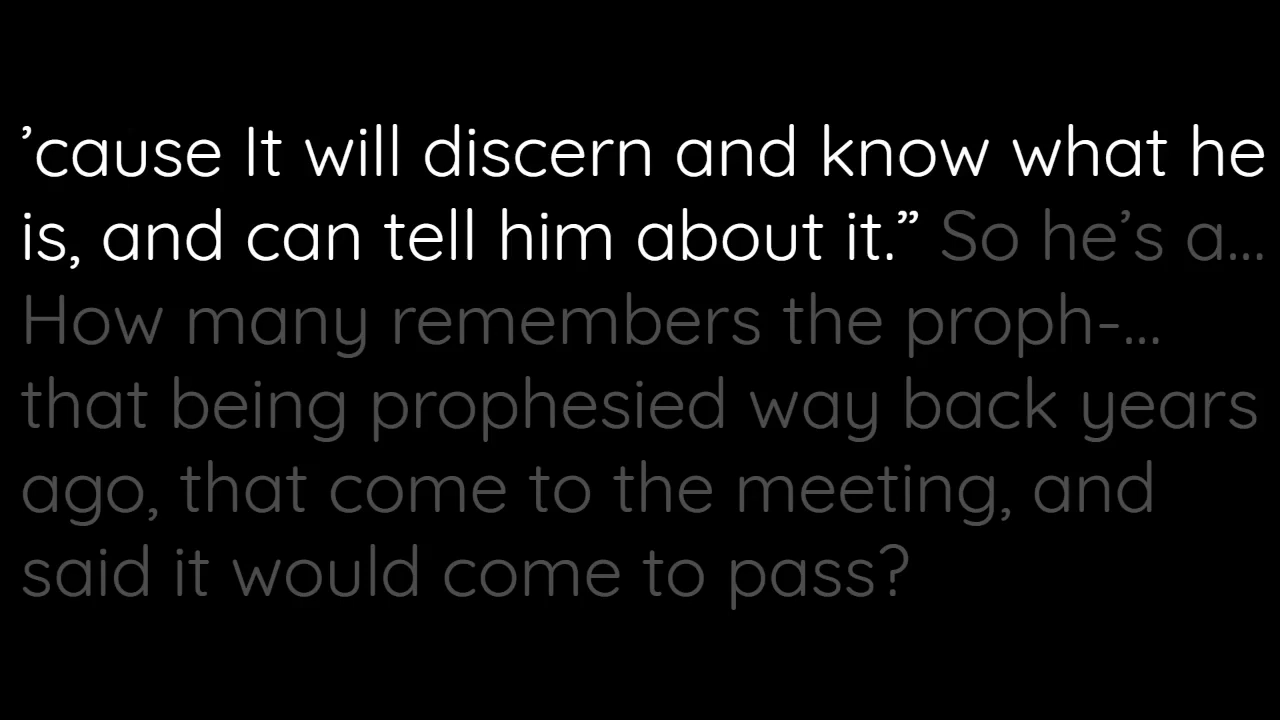 ’cause It will discern and know what he
is, and can tell him about it.” So he’s a...
How many remembers the proph-...
that being prophesied way back years
ago, that come to the meeting, and
said it would come to pass?